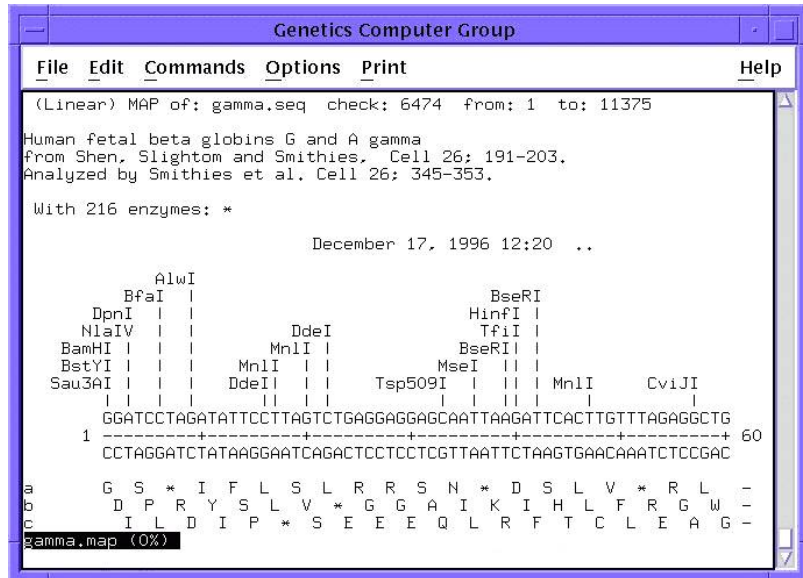 Genetics Computer Group
File Edit Commands Options Print Help
(Linear) MAP of: gamma.seq check: 6474 from: 1 to: 11375
Human fetal beta globins G and A gamma
from Shen, Slightom and Smithies, Cell 26; 191-203.
Analyzed by Smithies et al. Cell 26; 345-353.
With 216 enzymes: *
December 17, 1996 12:20 ..
AlwI
BfaI | BseRI
DpnI | | HinfI |
NlaIV | | DdeI TfiI |
BamHI | | | MnlI | BseRI| |
BstYI | | | MnlI | | MseI | || |
Sau3AI | | | DdeI| | | Tsp509I | || | MnlI CviJI
| | | | || | | | | || | | |
GGATCCTAGATATTCCTTAGTCTGAGGAGGAGCAATTAAGATTCACTTGTTTAGAGGCTG
1 ---------+---------+---------+---------+---------+---------+ 60
CCTAGGATCTATAAGGAATCAGACTCCTCCTCGTTAATTCTAAGTGAACAAATCTCCGAC
a G S * I F L S L R R S N * D S L V * R L -
b D P R Y S L V * G G A I K I H L F R G W -
c I L D I P * S E E E Q L R F T C L E A G -
gamma.map (0%)